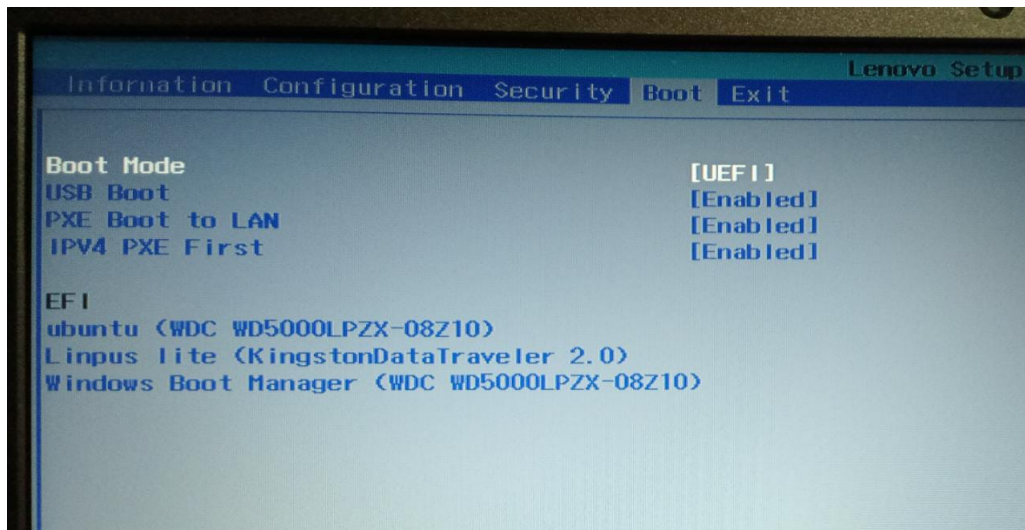 Lenovo Setup
Information Configuration Security Boot Exit
Boot Mode [UEFI]
USB Boot [Enabled]
PXE Boot to LAN [Enabled]
IPV4 PXE First [Enabled]
EFI
ubuntu (WDC WD5000LPZX-08Z10)
Linpus lite (KingstonDataTraveler 2.0)
Windows Boot Manager (WDC WD5000LPZX-08Z10)